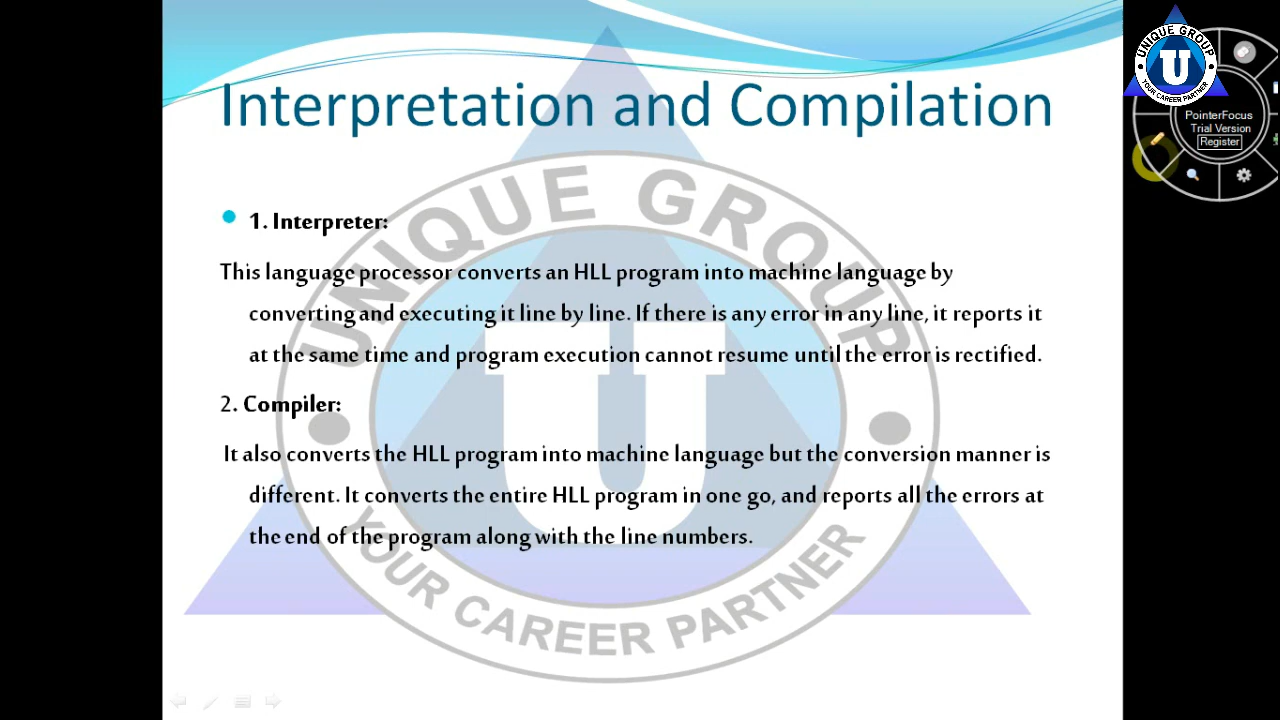 Interpretation and Compilation
1. Interpreter:
This language processor converts an HLL program into machine language by
converting and executing it line by line. If there is any error in any line, it reports it
at the same time and program execution cannot resume until the error is rectified.
2. Compiler:
It also converts the HLL program into machine language but the conversion manner is
different. It converts the entire HLL program in one go, and reports all the errors at
the end of the program along with the line numbers.
UNIQUE GROUP
U
YOUR CAREER PARTNER
UNIQUE GROUP
U
YOUR CAREER PARTNER
PointerFocus
Trial Version
Register